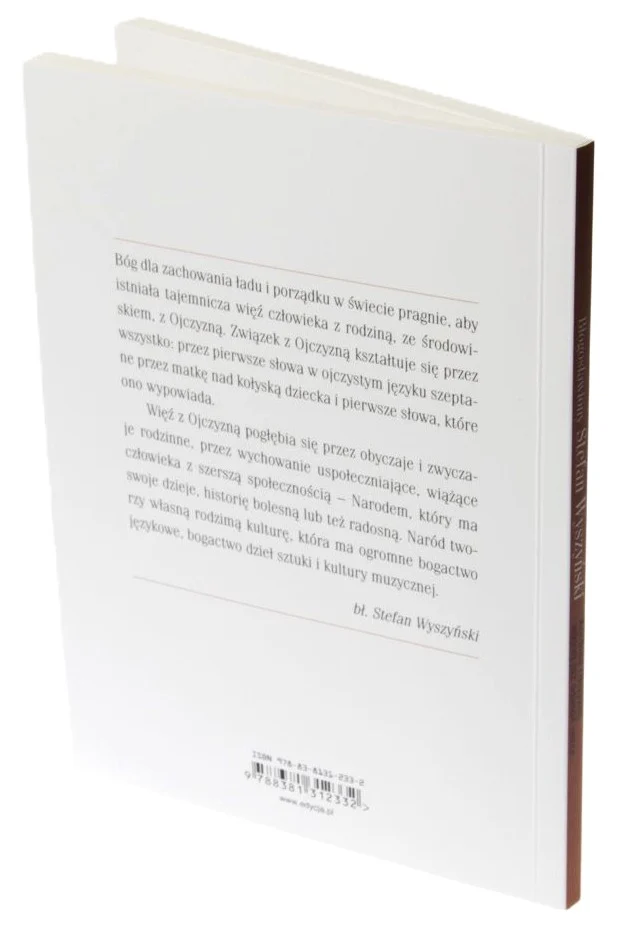 Bóg dla zachowania ładu i porządku w świecie pragnie, aby
istniała tajemnicza więź człowieka z rodziną, ze środowi-
skiem, z Ojczyzną. Związek z Ojczyzną kształtuje się przez
wszystko: przez pierwsze słowa w ojczystym języku szepta-
ne przez matkę nad kołyską dziecka i pierwsze słowa, które
ono wypowiada.
Więź z Ojczyzną pogłębia się przez obyczaje i zwycza-
je rodzinne, przez wychowanie uspołeczniające, wiążące
człowieka z szerszą społecznością – Narodem, który ma
swoje dzieje, historię bolesną lub też radosną. Naród two-
rzy własną rodzimą kulturę, która ma ogromne bogactwo
językowe, bogactwo dzieł sztuki i kultury muzycznej.
bł. Stefan Wyszyński
ISBN 978-83-8131-233-2
9 788381 312332 >
www.edycja.pl
Błogosławiony Stefan Wyszyński